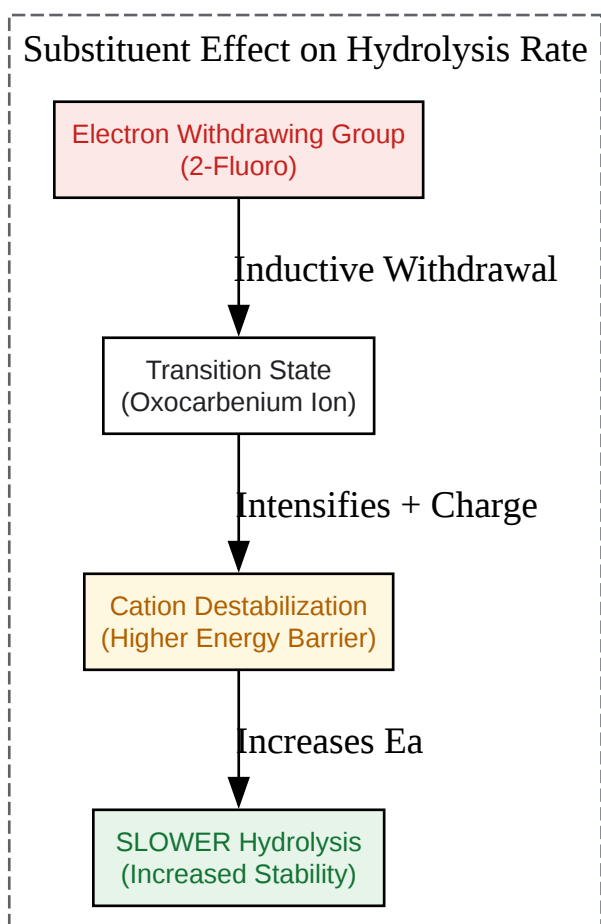 Substituent Effect on Hydrolysis Rate
Electron Withdrawing Group
(2-Fluoro)
Inductive Withdrawal
Transition State
(Oxocarbenium Ion)
Intensifies + Charge
Cation Destabilization
(Higher Energy Barrier)
Increases Ea
SLOWER Hydrolysis
(Increased Stability)